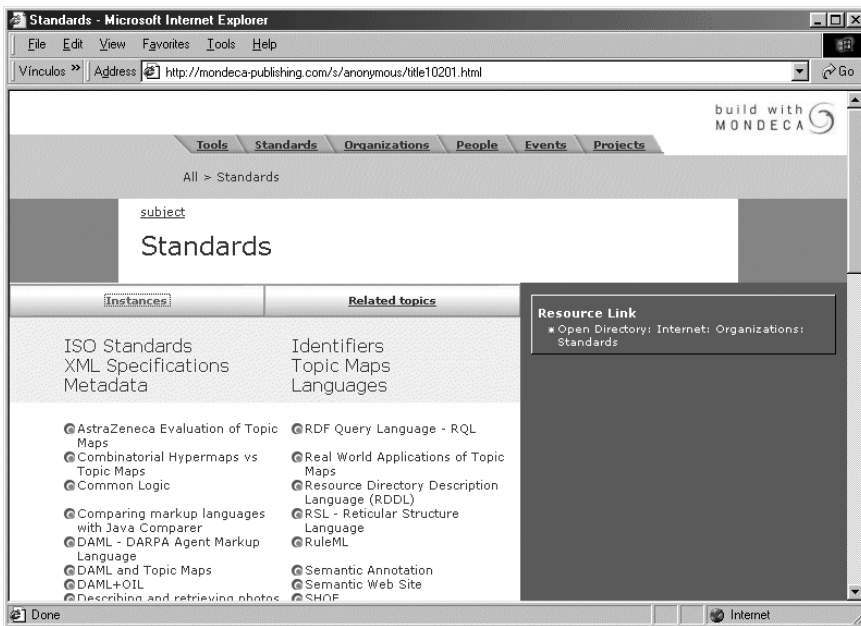 Standards - Microsoft Internet Explorer
File Edit View Favorites Tools Help
Vínculos » Address http://mondeca-publishing.com/s/anonymous/title10201.html Go
build with
MONDECA
Tools Standards Organizations People Events Projects
All > Standards
subject
Standards
Instances Related topics
Resource Link
Open Directory: Internet: Organizations:
Standards
ISO Standards
XML Specifications
Metadata
Identifiers
Topic Maps
Languages
AstraZeneca Evaluation of Topic
Maps
Combinatorial Hypermaps vs
Topic Maps
Common Logic
Comparing markup languages
with Java Comparer
DAML - DARPA Agent Markup
Language
DAML and Topic Maps
DAML+OIL
Describing and retrieving photos
RDF Query Language - RQL
Real World Applications of Topic
Maps
Resource Directory Description
Language (RDDL)
RSL - Reticular Structure
Language
RuleML
Semantic Annotation
Semantic Web Site
SHOE
Done Internet